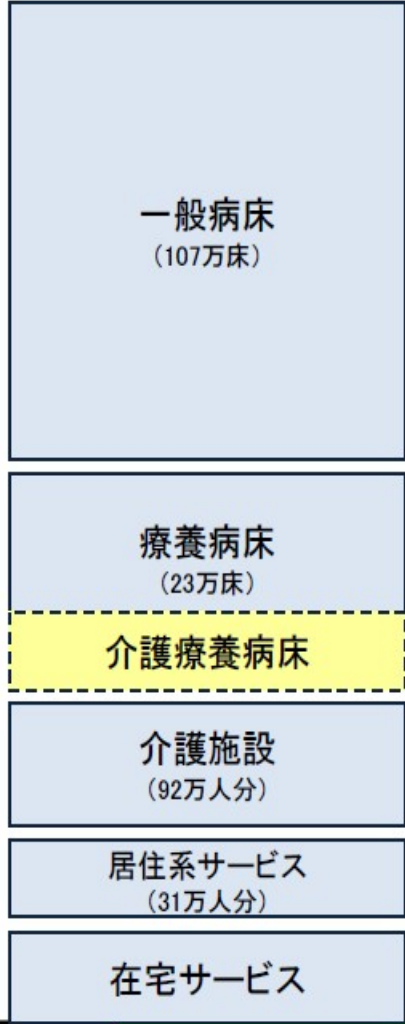 一般病床
（107万床）
療養病床
（23万床）
介護療養病床
介護施設
（92万人分）
居住系サービス
（31万人分）
在宅サービス